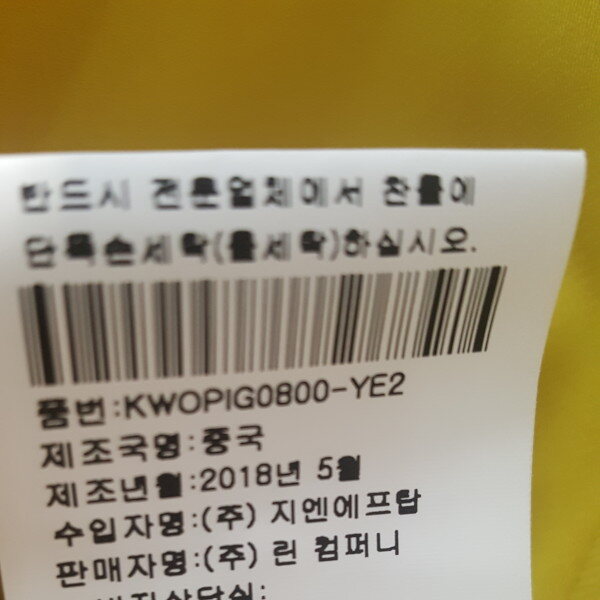 반드시 전문업체에서 찬물에
단독손세탁(울세탁)하십시오.
품번:KWOPIG0800-YE2
제조국명:중국
제조년월:2018년 5월
수입자명:(주) 지엔에프탑
판매자명:(주) 린 컴퍼니